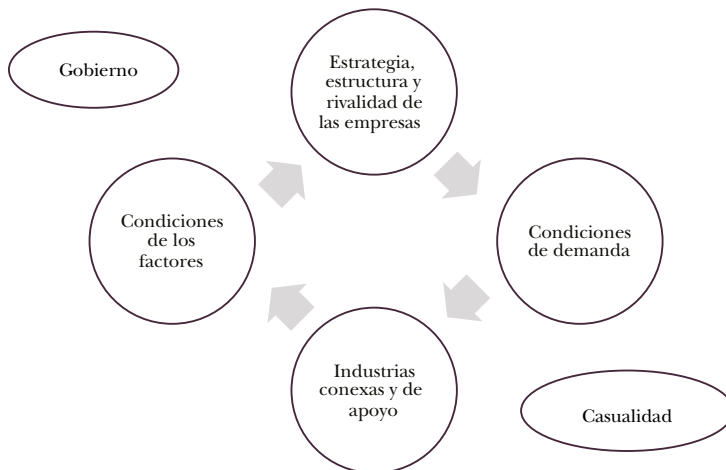 Gobierno
Estrategia,
estructura y
rivalidad de
las empresas
Condiciones
de los
factores
Condiciones
de demanda
Industrias
conexas y de
apoyo
Casualidad